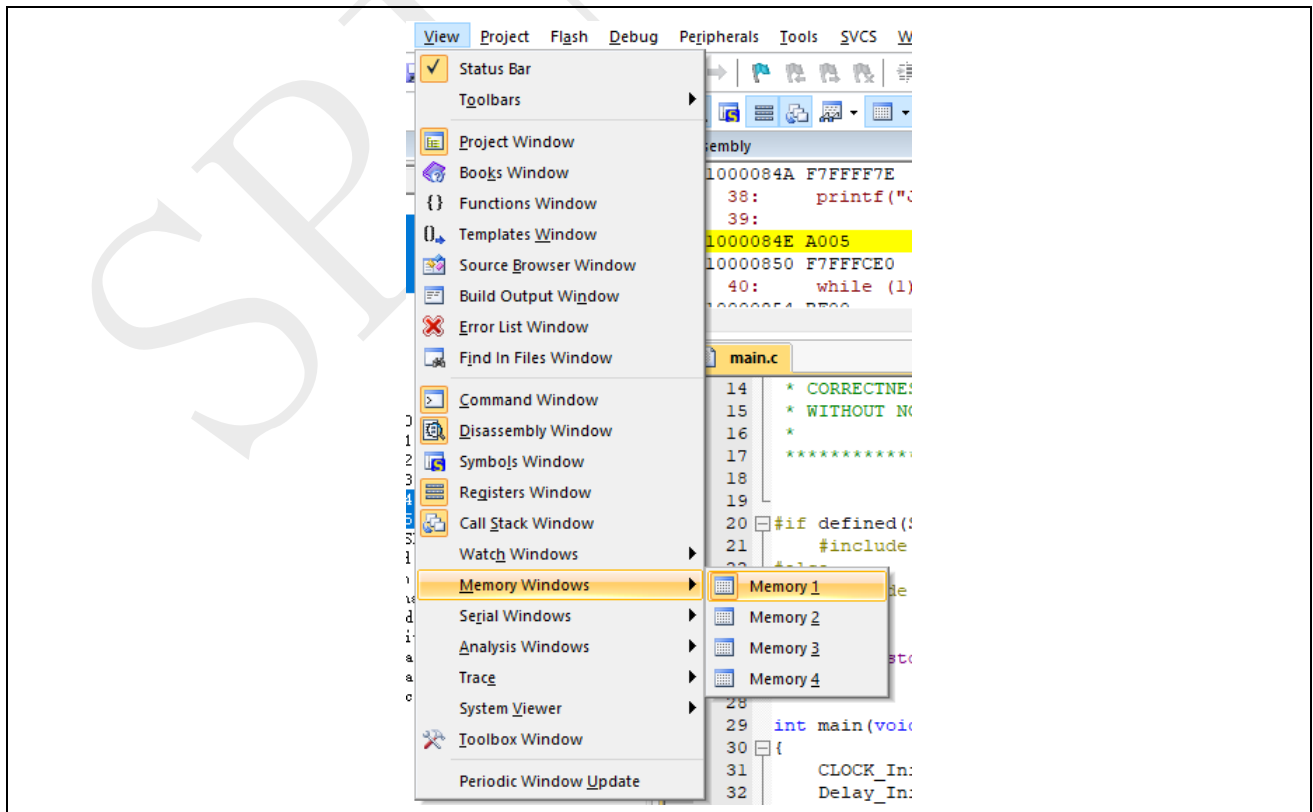 View Project Flash Debug Peripherals Tools SVCS W
Status Bar
Toolbars
Project Window
Books Window
{} Functions Window
Templates Window
Source Browser Window
Build Output Window
Error List Window
Find In Files Window
Command Window
Disassembly Window
Symbols Window
Registers Window
Call Stack Window
Watch Windows
Memory Windows
Serial Windows
Analysis Windows
Trace
System Viewer
Toolbox Window
Periodic Window Update
Memory 1
Memory 2
Memory 3
Memory 4
sembly
1000084A F7FFFF7E
38: printf("J
39:
1000084E A005
10000850 F7FFFCE0
40: while (1)
main.c
14 * CORRECTNES
15 * WITHOUT NO
16 *
17 ************
18
19
20 #if defined(
21 #include
28
29 int main(voi
30 {
31 CLOCK_In
32 Delay_In